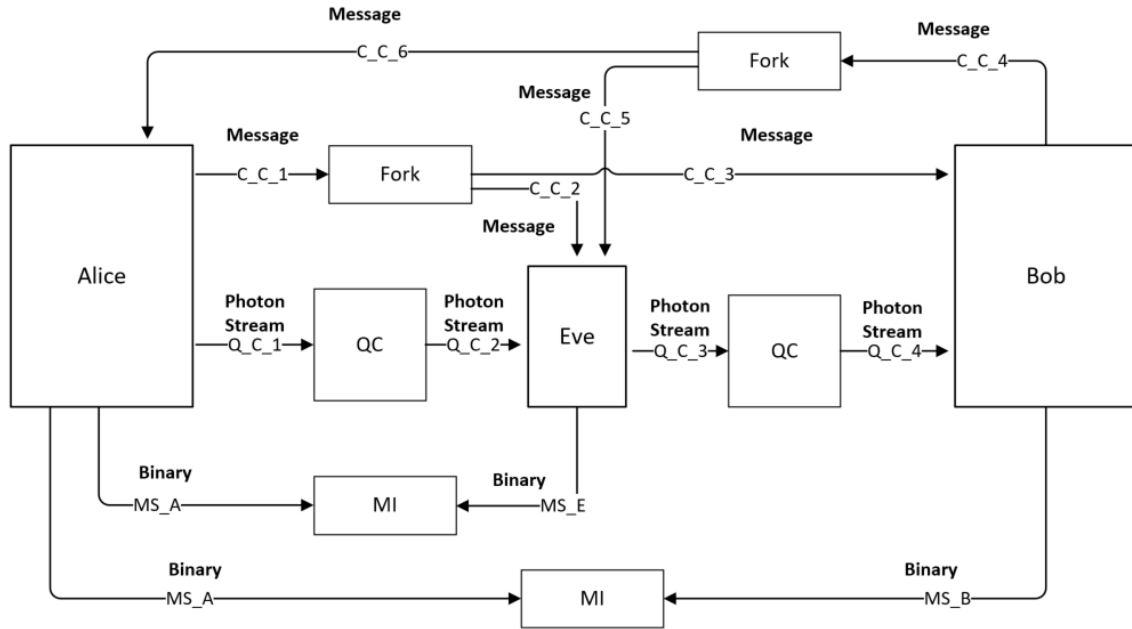 Message
C_C_6
Fork
Message
C_C_4
Message
C_C_5
Message
C_C_1
Fork
Message
C_C_3
C_C_2
Message
Alice
Bob
Photon
Stream
Q_C_1
QC
Photon
Stream
Q_C_2
Eve
Photon
Stream
Q_C_3
QC
Photon
Stream
Q_C_4
Binary
MS_A
MI
Binary
MS_E
Binary
MS_A
MI
Binary
MS_B